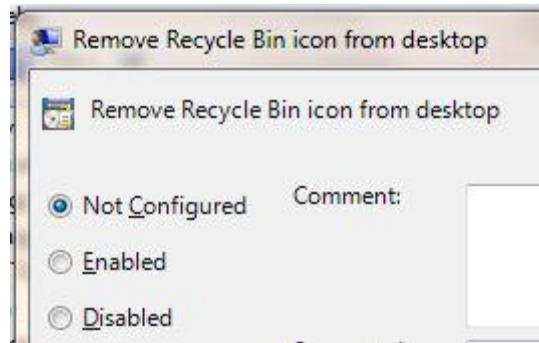 Remove Recycle Bin icon from desktop
Remove Recycle Bin icon from desktop
Not Configured
Comment:
Enabled
Disabled